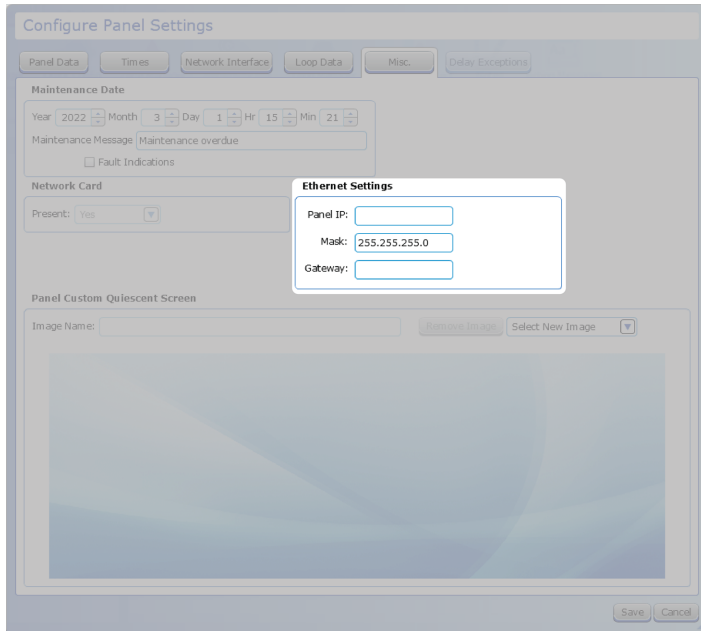 Configure Panel Settings
Panel Data Times Network Interface Loop Data Misc. Delay Exceptions
Maintenance Date
Year 2022 Month 3 Day 1 Hr 15 Min 21
Maintenance Message Maintenance overdue
Fault Indications
Network Card
Present: Yes
Ethernet Settings
Panel IP:
Mask: 255.255.255.0
Gateway:
Panel Custom Quiescent Screen
Image Name: Remove Image Select New Image
Save Cancel